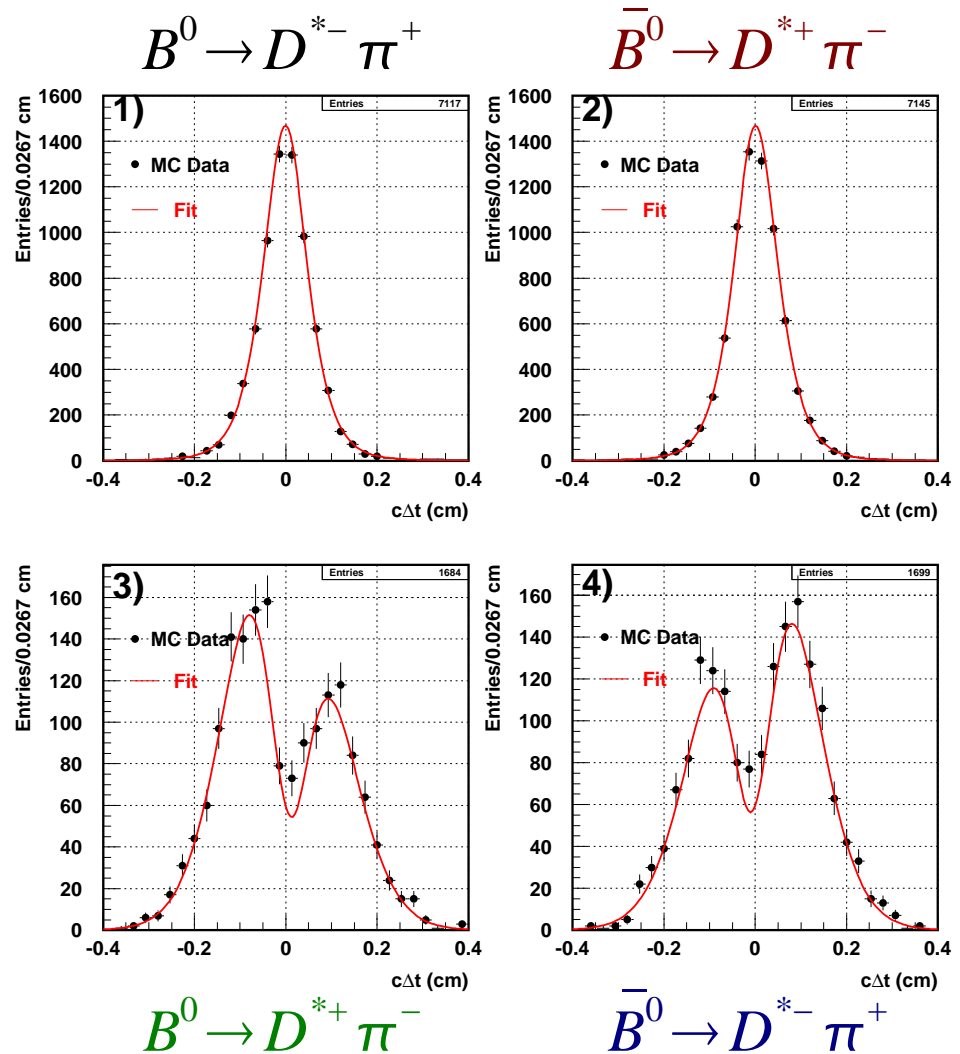 B⁰ → D*⁻ π⁺
B̅⁰ → D*⁺ π⁻
1)
Entries 7117
Entries/0.0267 cm
1600
1400
1200
1000
800
600
400
200
0
MC Data
Fit
-0.4 -0.2 0 0.2 0.4
cΔt (cm)
2)
Entries 7145
Entries/0.0267 cm
1600
1400
1200
1000
800
600
400
200
0
MC Data
Fit
-0.4 -0.2 0 0.2 0.4
cΔt (cm)
3)
Entries 1684
Entries/0.0267 cm
160
140
120
100
80
60
40
20
0
MC Data
Fit
-0.4 -0.2 0 0.2 0.4
cΔt (cm)
4)
Entries 1699
Entries/0.0267 cm
160
140
120
100
80
60
40
20
0
MC Data
Fit
-0.4 -0.2 0 0.2 0.4
cΔt (cm)
B⁰ → D*⁺ π⁻
B̅⁰ → D*⁻ π⁺